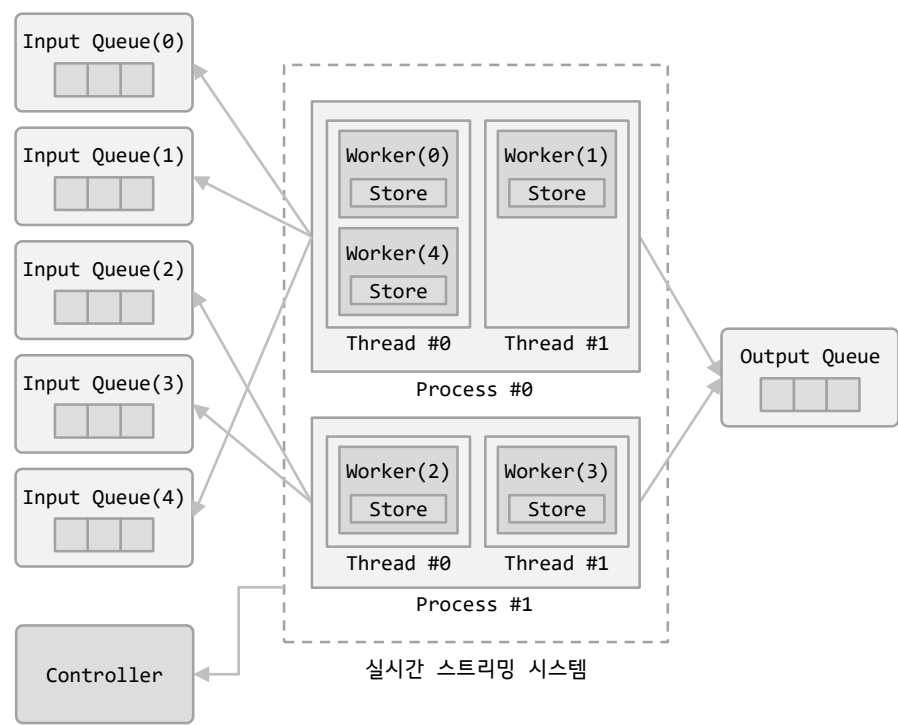 Input Queue(0)
Input Queue(1)
Input Queue(2)
Input Queue(3)
Input Queue(4)
Controller
Worker(0)
Store
Worker(4)
Store
Thread #0
Worker(1)
Store
Thread #1
Process #0
Worker(2)
Store
Thread #0
Worker(3)
Store
Thread #1
Process #1
실시간 스트리밍 시스템
Output Queue